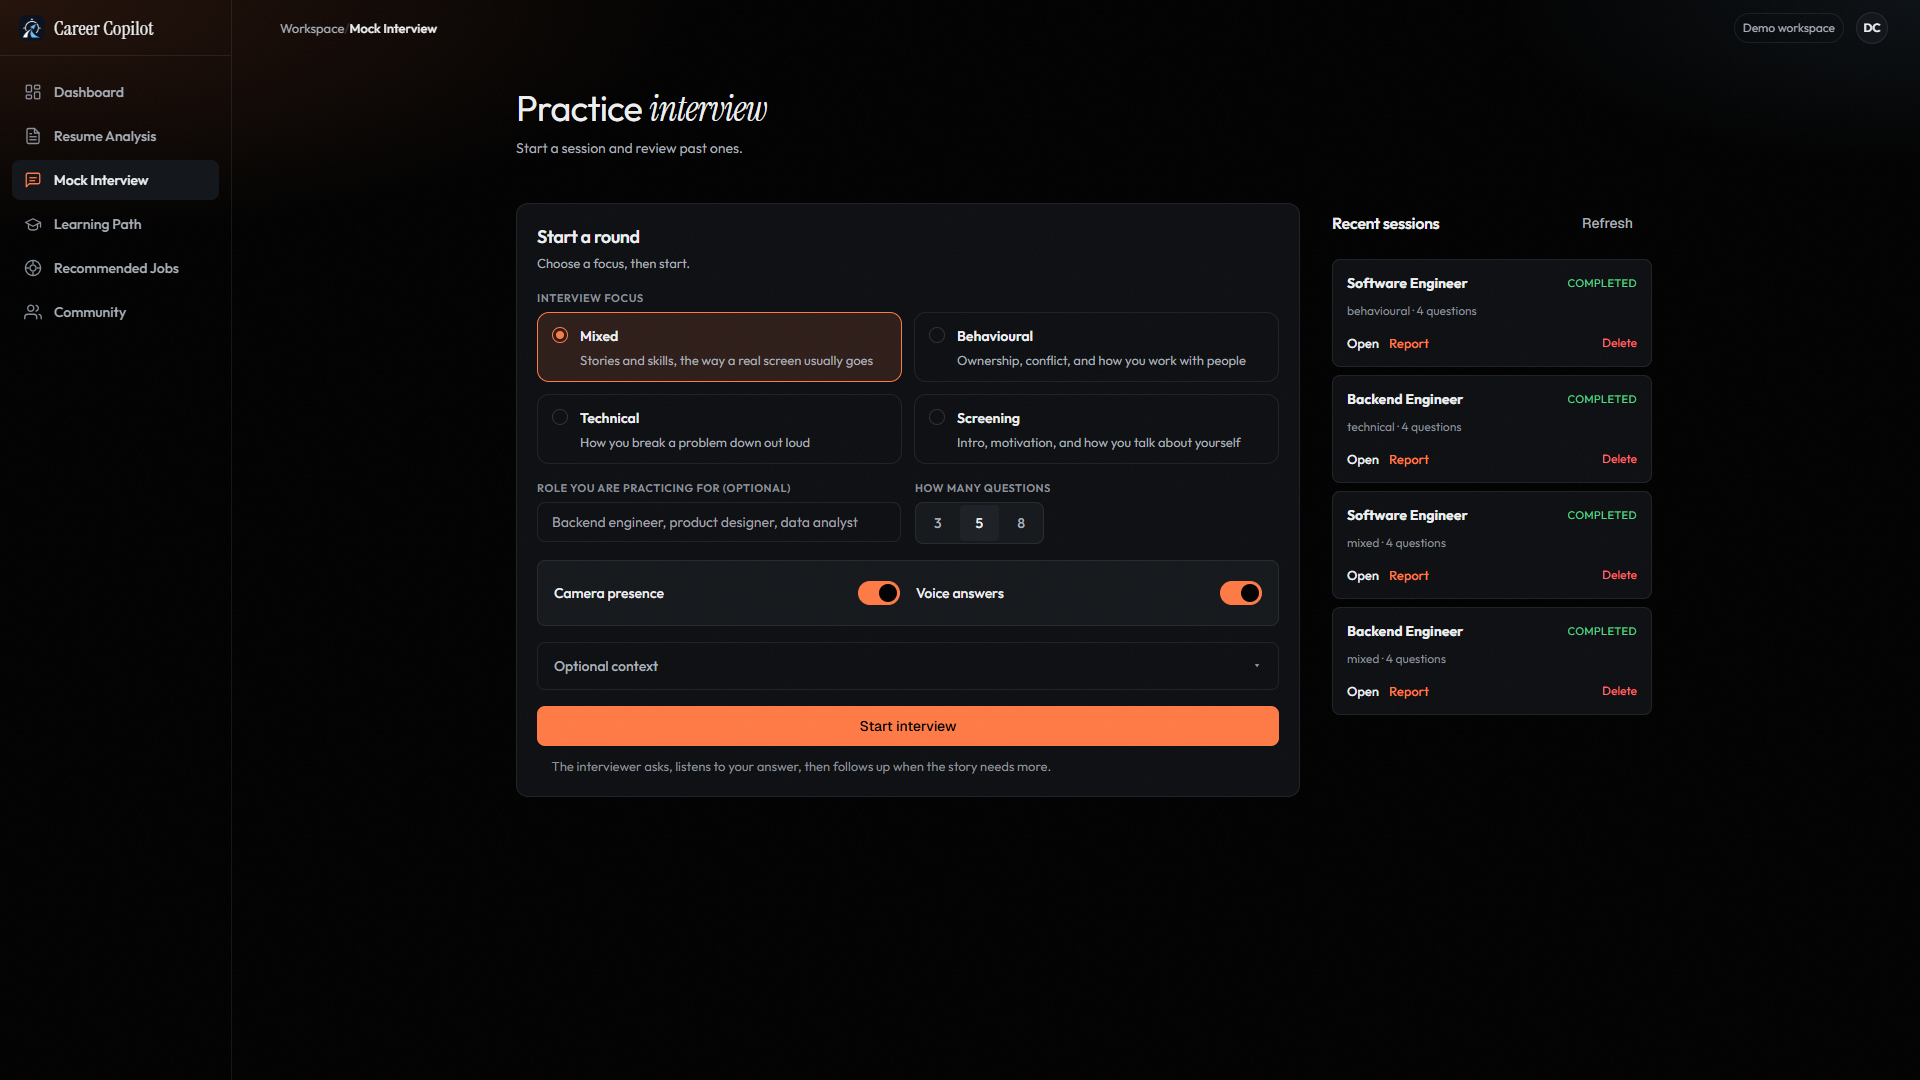 Career Copilot
Workspace/Mock Interview
Demo workspace
DC
Dashboard
Resume Analysis
Mock Interview
Learning Path
Recommended Jobs
Community
Practice interview
Start a session and review past ones.
Start a round
Choose a focus, then start.
INTERVIEW FOCUS
Mixed
Stories and skills, the way a real screen usually goes
Behavioural
Ownership, conflict, and how you work with people
Technical
How you break a problem down out loud
Screening
Intro, motivation, and how you talk about yourself
ROLE YOU ARE PRACTICING FOR (OPTIONAL)
Backend engineer, product designer, data analyst
HOW MANY QUESTIONS
3 5 8
Camera presence
Voice answers
Optional context
Start interview
The interviewer asks, listens to your answer, then follows up when the story needs more.
Recent sessions
Refresh
Software Engineer COMPLETED
behavioural · 4 questions
Open Report Delete
Backend Engineer COMPLETED
technical · 4 questions
Open Report Delete
Software Engineer COMPLETED
mixed · 4 questions
Open Report Delete
Backend Engineer COMPLETED
mixed · 4 questions
Open Report Delete